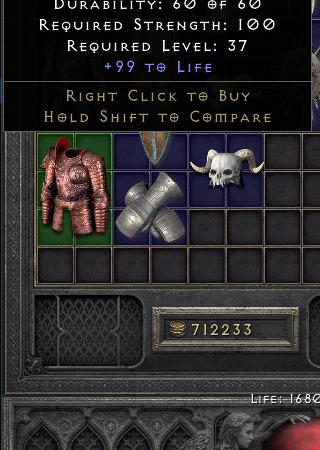 Durability: 60 of 60
Required Strength: 100
Required Level: 37
+99 to Life
Right Click to Buy
Hold Shift to Compare
712233
Life: 1680